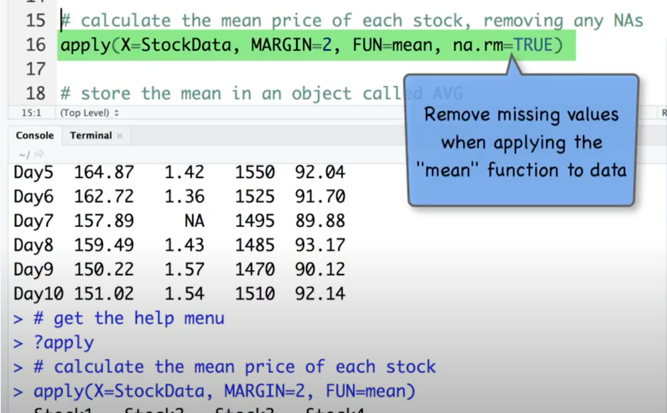 15 # calculate the mean price of each stock, removing any NAs
16 apply(X=StockData, MARGIN=2, FUN=mean, na.rm=TRUE)
17
18 # store the mean in an object called AVG
Remove missing values
when applying the
"mean" function to data
15:1 (Top Level)
Console Terminal
~/
Day5 164.87 1.42 1550 92.04
Day6 162.72 1.36 1525 91.70
Day7 157.89 NA 1495 89.88
Day8 159.49 1.43 1485 93.17
Day9 150.22 1.57 1470 90.12
Day10 151.02 1.54 1510 92.14
> # get the help menu
> ?apply
> # calculate the mean price of each stock
> apply(X=StockData, MARGIN=2, FUN=mean)
Stock1 Stock2 Stock3 Stock4